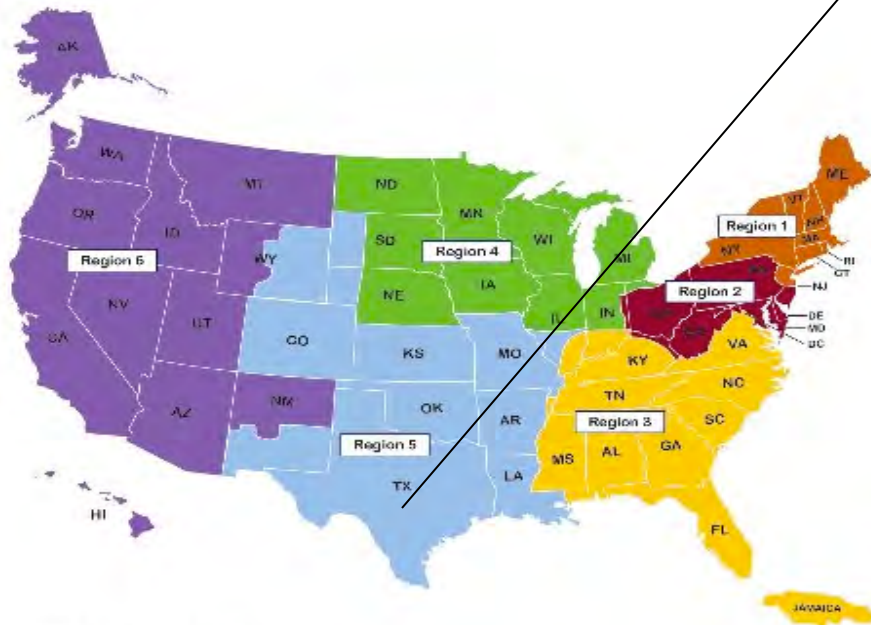 AK
WA
MT
ND
MN
ME
VT
NH
OR
ID
Region 6
WY
SD
Region 4
WI
MI
Region 1
NY
MA
RI
CT
NE
IA
Region 2
NJ
NV
UT
CA
CO
KS
MO
IL
IN
DE
MD
DC
VA
KY
AZ
NM
OK
AR
TN
NC
SC
Region 5
Region 3
TX
LA
MS
AL
GA
FL
HI
JAMAICA